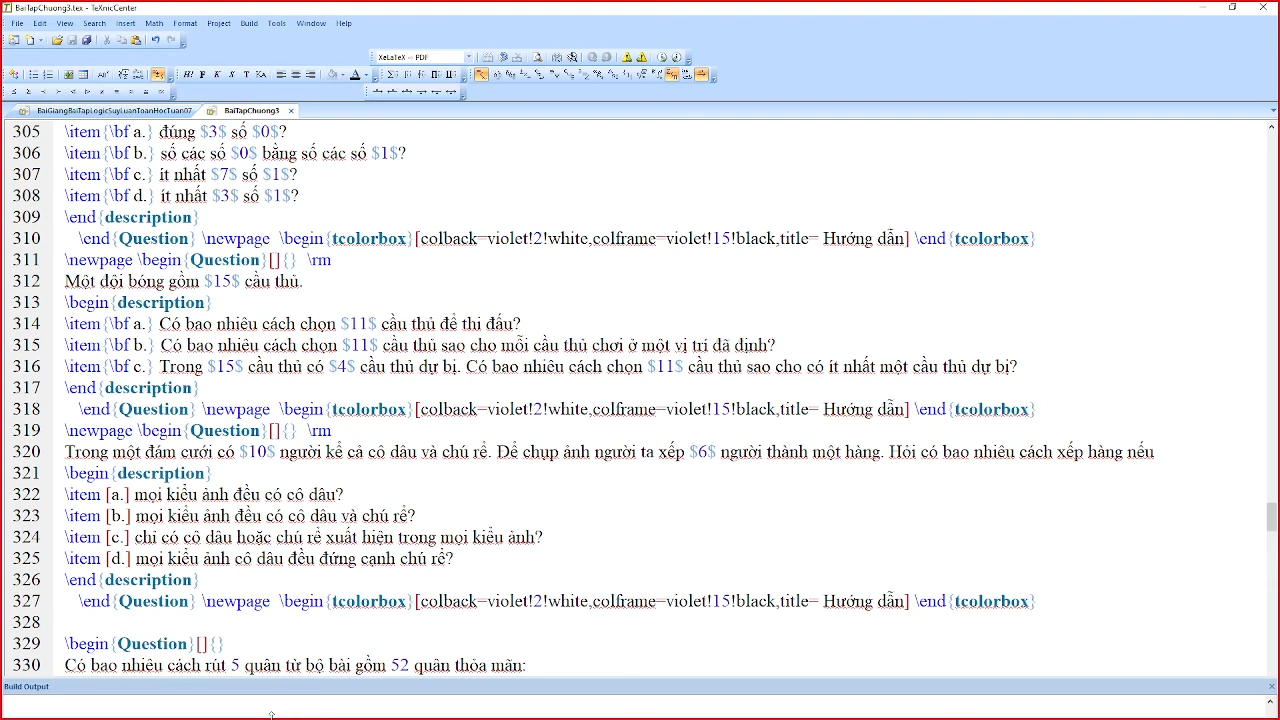 BaiTapChuong3.tex - TeXnicCenter
File Edit View Search Insert Math Format Project Build Tools Window Help
XeLaTeX -- PDF
BaiGiangBaiTapLogicSuyLuanToanHocTuan07 BaiTapChuong3
305 \item{\bf a.} đúng $3$ số $0$?
306 \item{\bf b.} số các số $0$ bằng số các số $1$?
307 \item{\bf c.} ít nhất $7$ số $1$?
308 \item{\bf d.} ít nhất $3$ số $1$?
309 \end{description}
310 \end{Question} \newpage \begin{tcolorbox}[colback=violet!2!white,colframe=violet!15!black,title= Hướng dẫn] \end{tcolorbox}
311 \newpage \begin{Question}[]{} \rm
312 Một đội bóng gồm $15$ cầu thủ.
313 \begin{description}
314 \item{\bf a.} Có bao nhiêu cách chọn $11$ cầu thủ để thi đấu?
315 \item{\bf b.} Có bao nhiêu cách chọn $11$ cầu thủ sao cho mỗi cầu thủ chơi ở một vị trí đã định?
316 \item{\bf c.} Trong $15$ cầu thủ có $4$ cầu thủ dự bị. Có bao nhiêu cách chọn $11$ cầu thủ sao cho có ít nhất một cầu thủ dự bị?
317 \end{description}
318 \end{Question} \newpage \begin{tcolorbox}[colback=violet!2!white,colframe=violet!15!black,title= Hướng dẫn] \end{tcolorbox}
319 \newpage \begin{Question}[]{} \rm
320 Trong một đám cưới có $10$ người kể cả cô dâu và chú rể. Để chụp ảnh người ta xếp $6$ người thành một hàng. Hỏi có bao nhiêu cách xếp hàng nếu
321 \begin{description}
322 \item [a.] mọi kiểu ảnh đều có cô dâu?
323 \item [b.] mọi kiểu ảnh đều có cô dâu và chú rể?
324 \item [c.] chỉ có cô dâu hoặc chú rể xuất hiện trong mọi kiểu ảnh?
325 \item [d.] mọi kiểu ảnh cô dâu đều đứng cạnh chú rể?
326 \end{description}
327 \end{Question} \newpage \begin{tcolorbox}[colback=violet!2!white,colframe=violet!15!black,title= Hướng dẫn] \end{tcolorbox}
328
329 \begin{Question}[]{}
330 Có bao nhiêu cách rút 5 quân từ bộ bài gồm 52 quân thỏa mãn:
Build Output